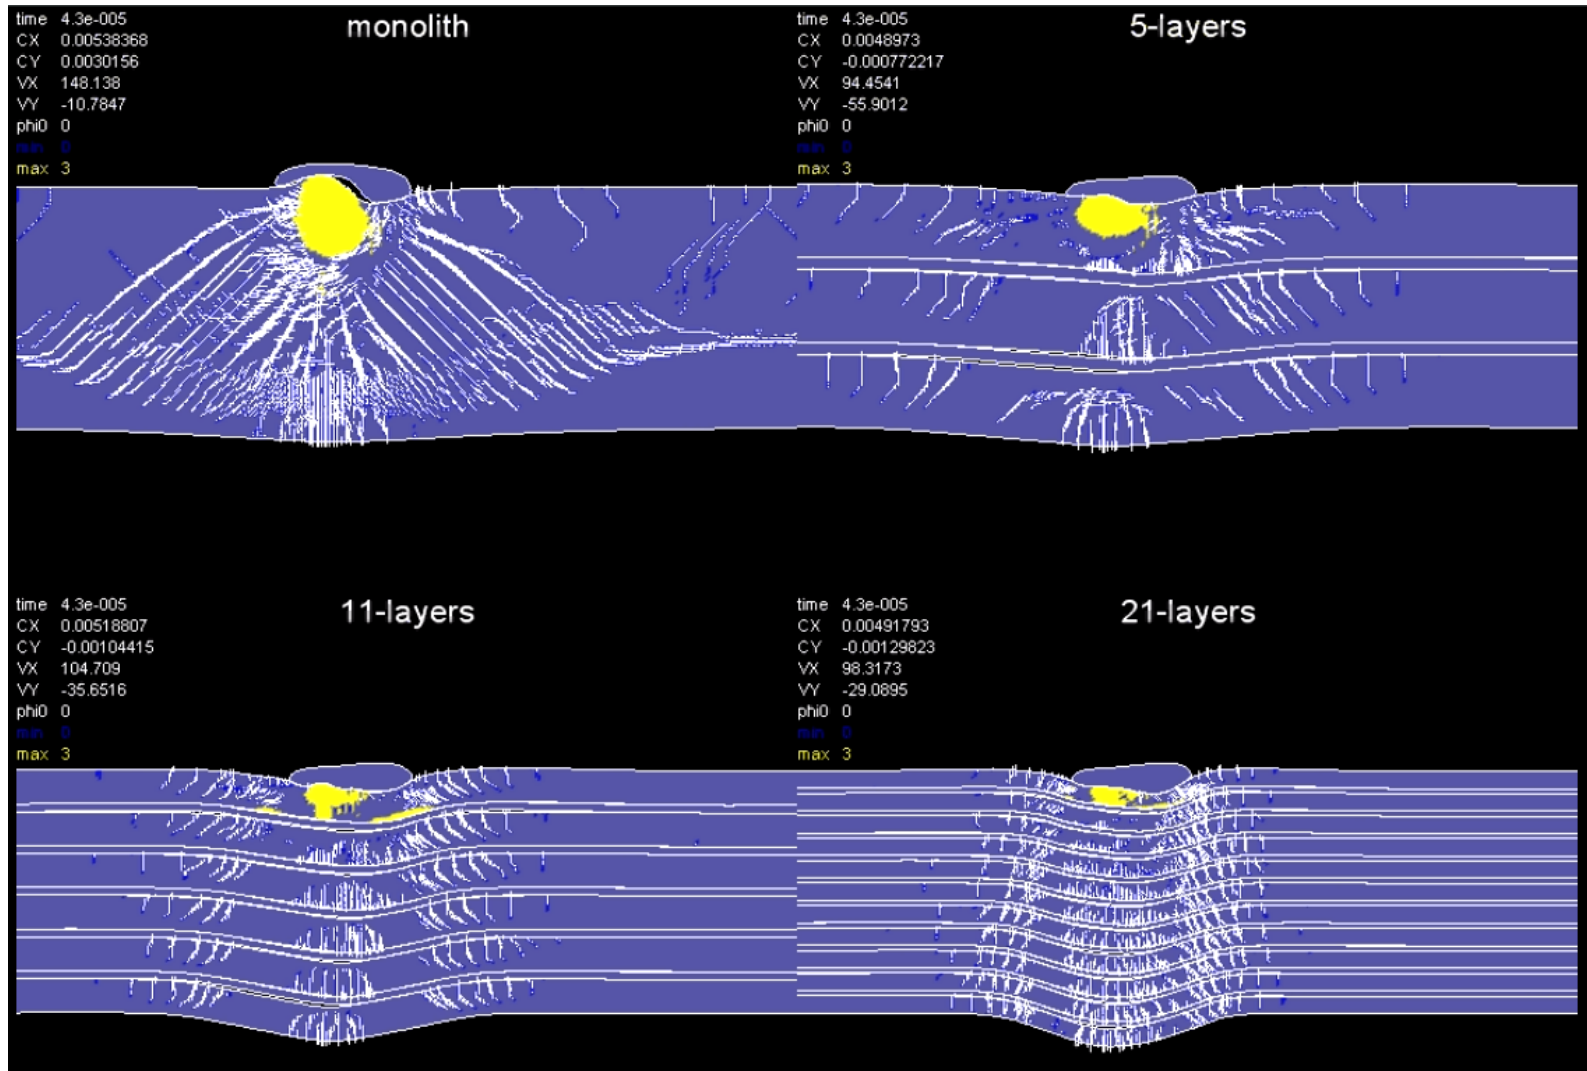 monolith
time 4.3e-005
CX 0.00538368
CY 0.0030156
VX 148.138
VY -10.7847
phi0 0
min 0
max 3
5-layers
time 4.3e-005
CX 0.0048973
CY -0.000772217
VX 94.4541
VY -55.9012
phi0 0
min 0
max 3
11-layers
time 4.3e-005
CX 0.00518807
CY -0.00104415
VX 104.709
VY -35.6516
phi0 0
min 0
max 3
21-layers
time 4.3e-005
CX 0.00491793
CY -0.00129823
VX 98.3173
VY -29.0895
phi0 0
min 0
max 3